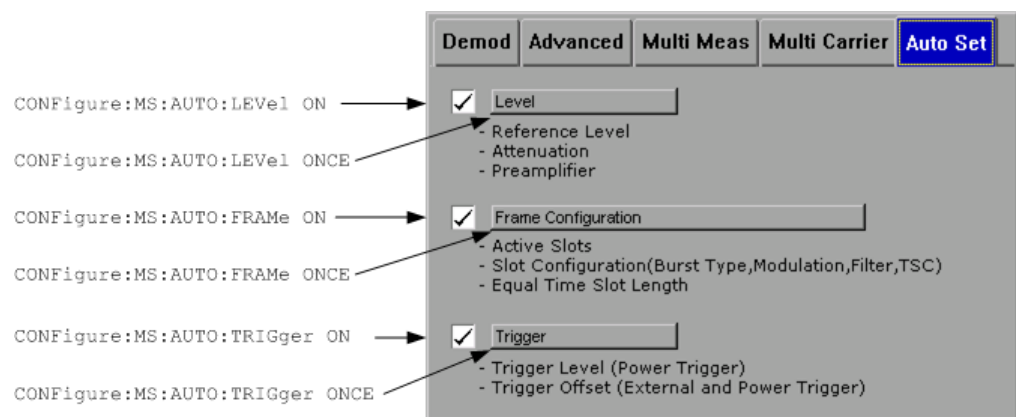 Demod Advanced Multi Meas Multi Carrier Auto Set
CONFigure:MS:AUTO:LEVel ON
Level
- Reference Level
CONFigure:MS:AUTO:LEVel ONCE
- Attenuation
- Preamplifier
CONFigure:MS:AUTO:FRAMe ON
Frame Configuration
- Active Slots
- Slot Configuration(Burst Type,Modulation,Filter,TSC)
CONFigure:MS:AUTO:FRAMe ONCE
- Equal Time Slot Length
CONFigure:MS:AUTO:TRIGger ON
Trigger
- Trigger Level (Power Trigger)
- Trigger Offset (External and Power Trigger)
CONFigure:MS:AUTO:TRIGger ONCE